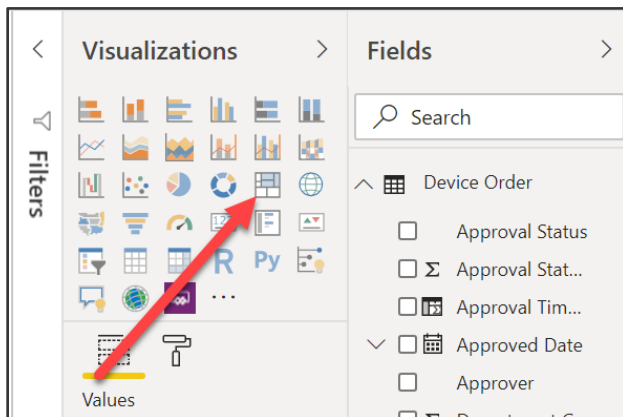 Visualizations
Fields
Filters
Search
Device Order
Approval Status
Approval Stat...
Approval Tim...
Approved Date
Approver
R Py
Values